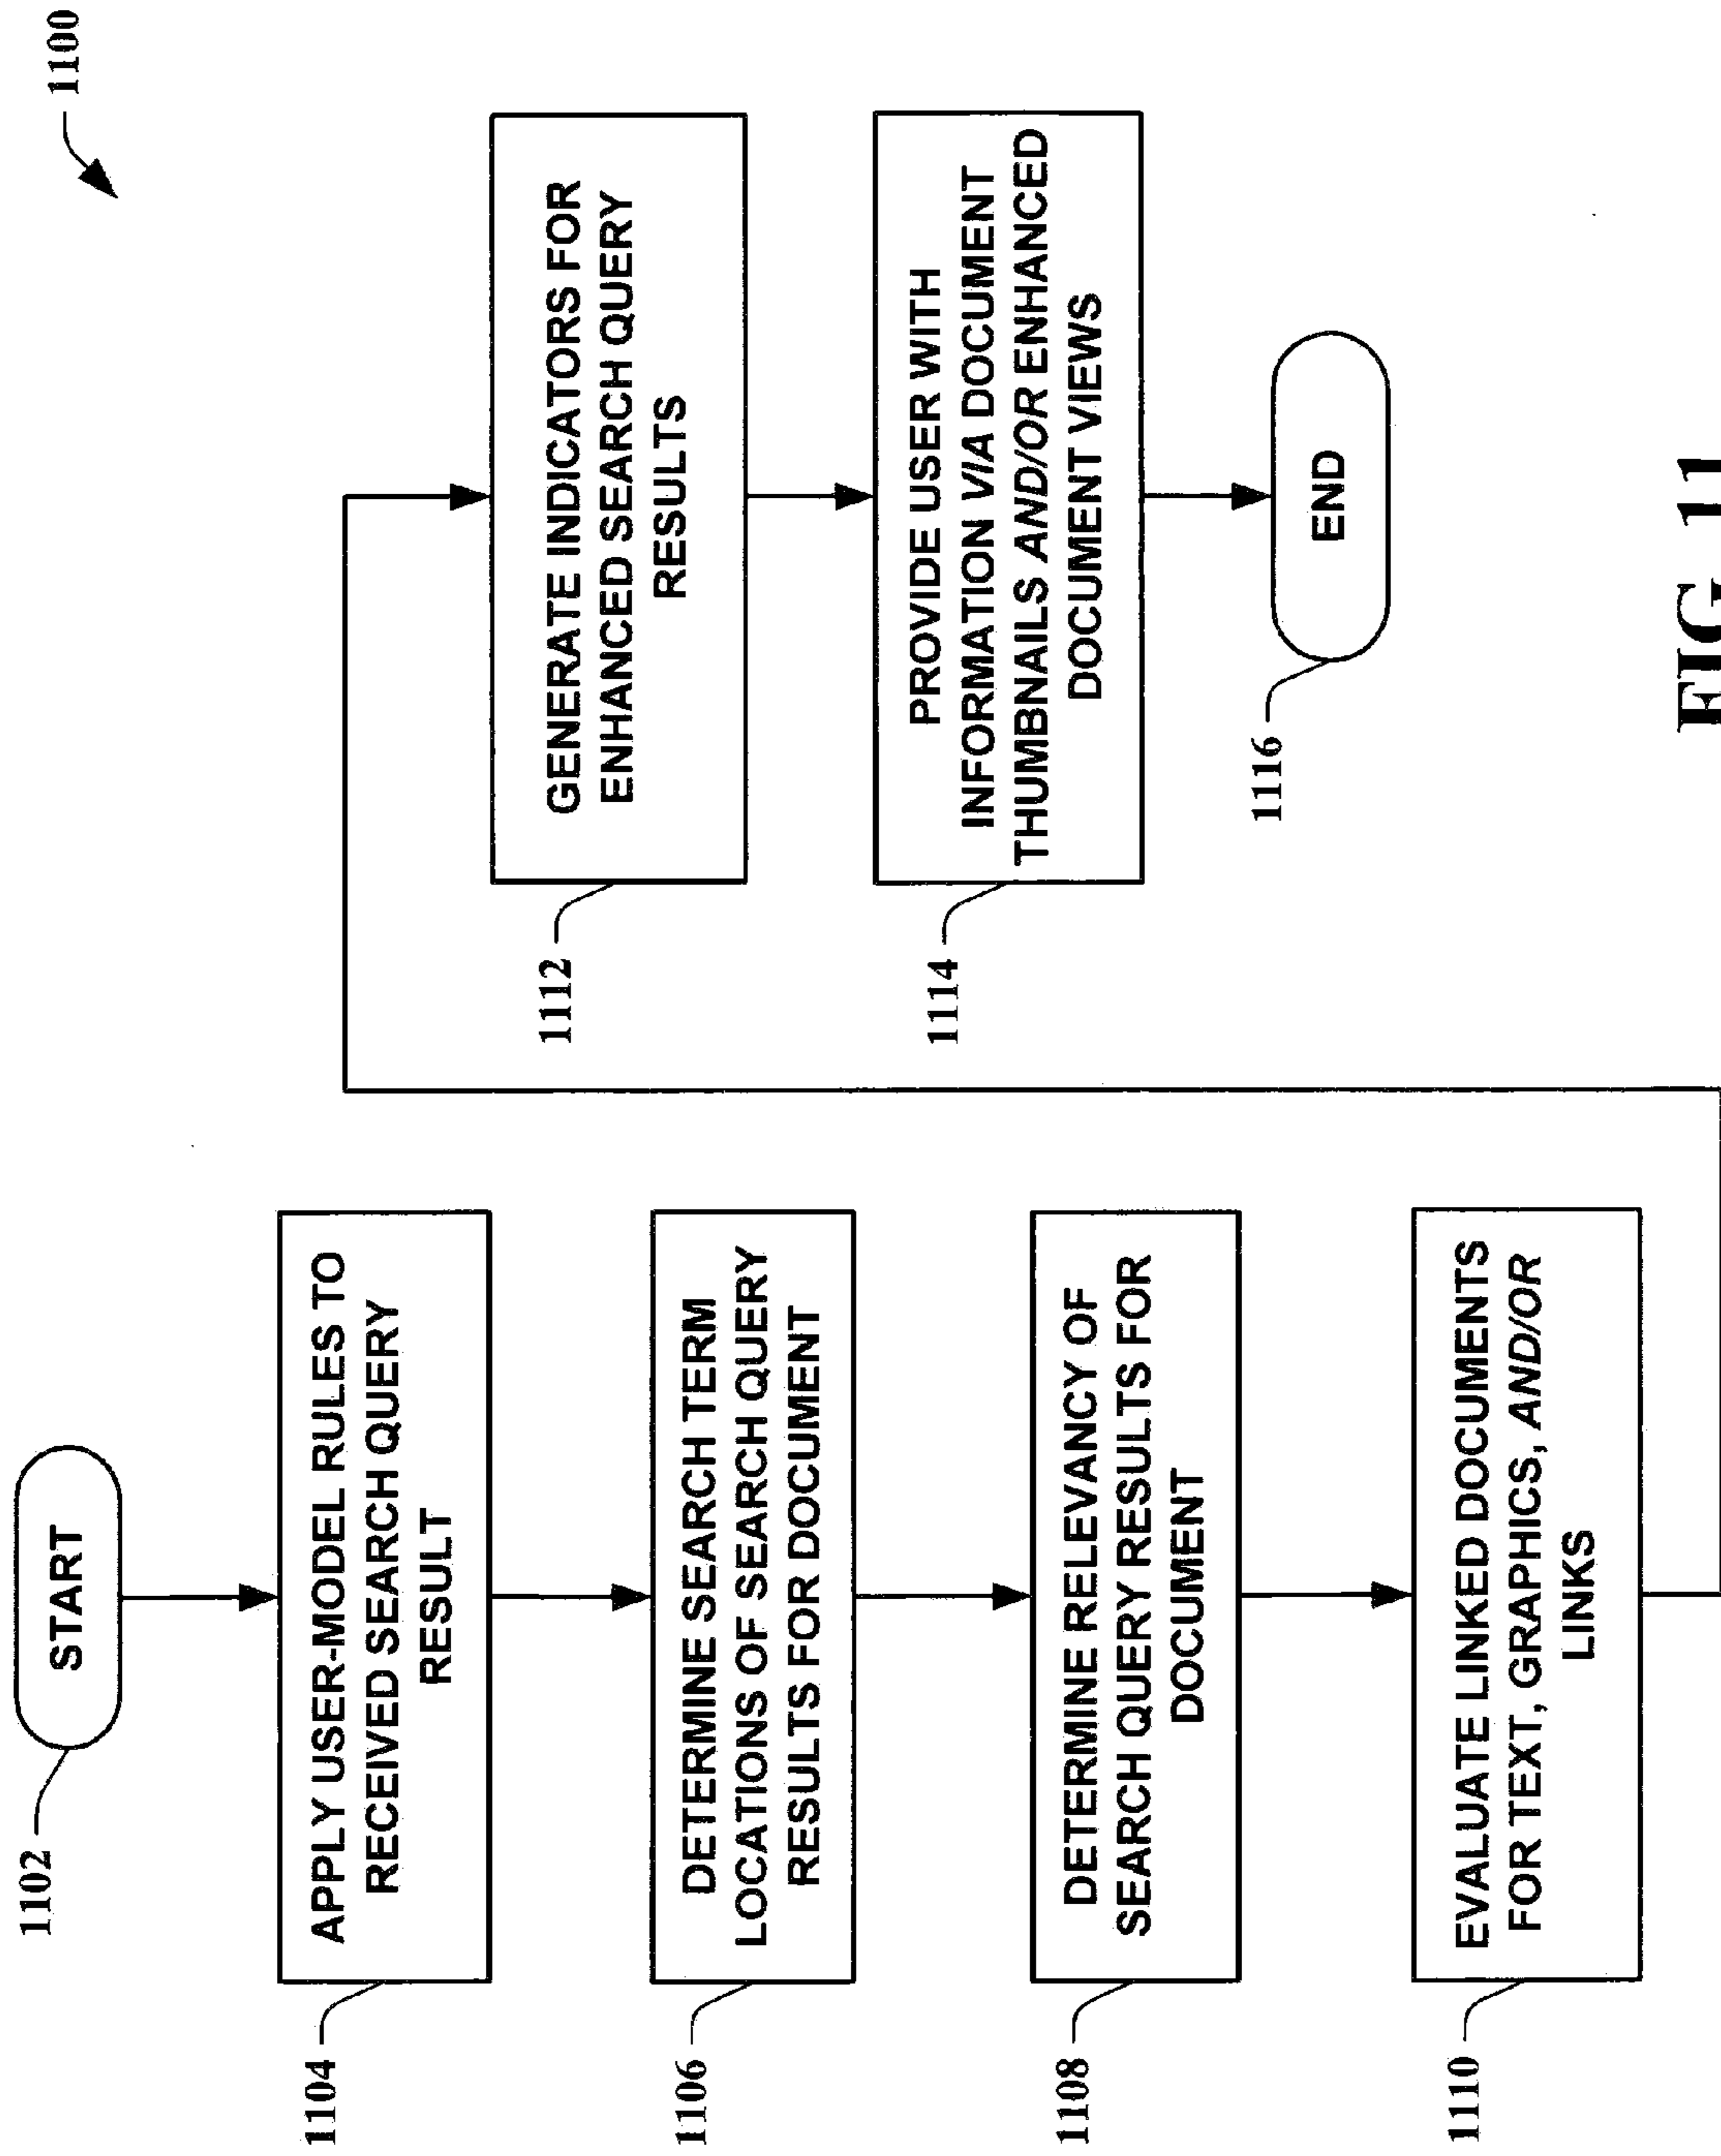 1100
START
1102
APPLY USER-MODEL RULES TO
RECEIVED SEARCH QUERY
RESULT
1104
DETERMINE SEARCH TERM
LOCATIONS OF SEARCH QUERY
RESULTS FOR DOCUMENT
1106
DETERMINE RELEVANCY OF
SEARCH QUERY RESULTS FOR
DOCUMENT
1108
EVALUATE LINKED DOCUMENTS
FOR TEXT, GRAPHICS, AND/OR
LINKS
1110
GENERATE INDICATORS FOR
ENHANCED SEARCH QUERY
RESULTS
1112
PROVIDE USER WITH
INFORMATION VIA DOCUMENT
THUMBNAILS AND/OR ENHANCED
DOCUMENT VIEWS
1114
END
1116
FIG. 11